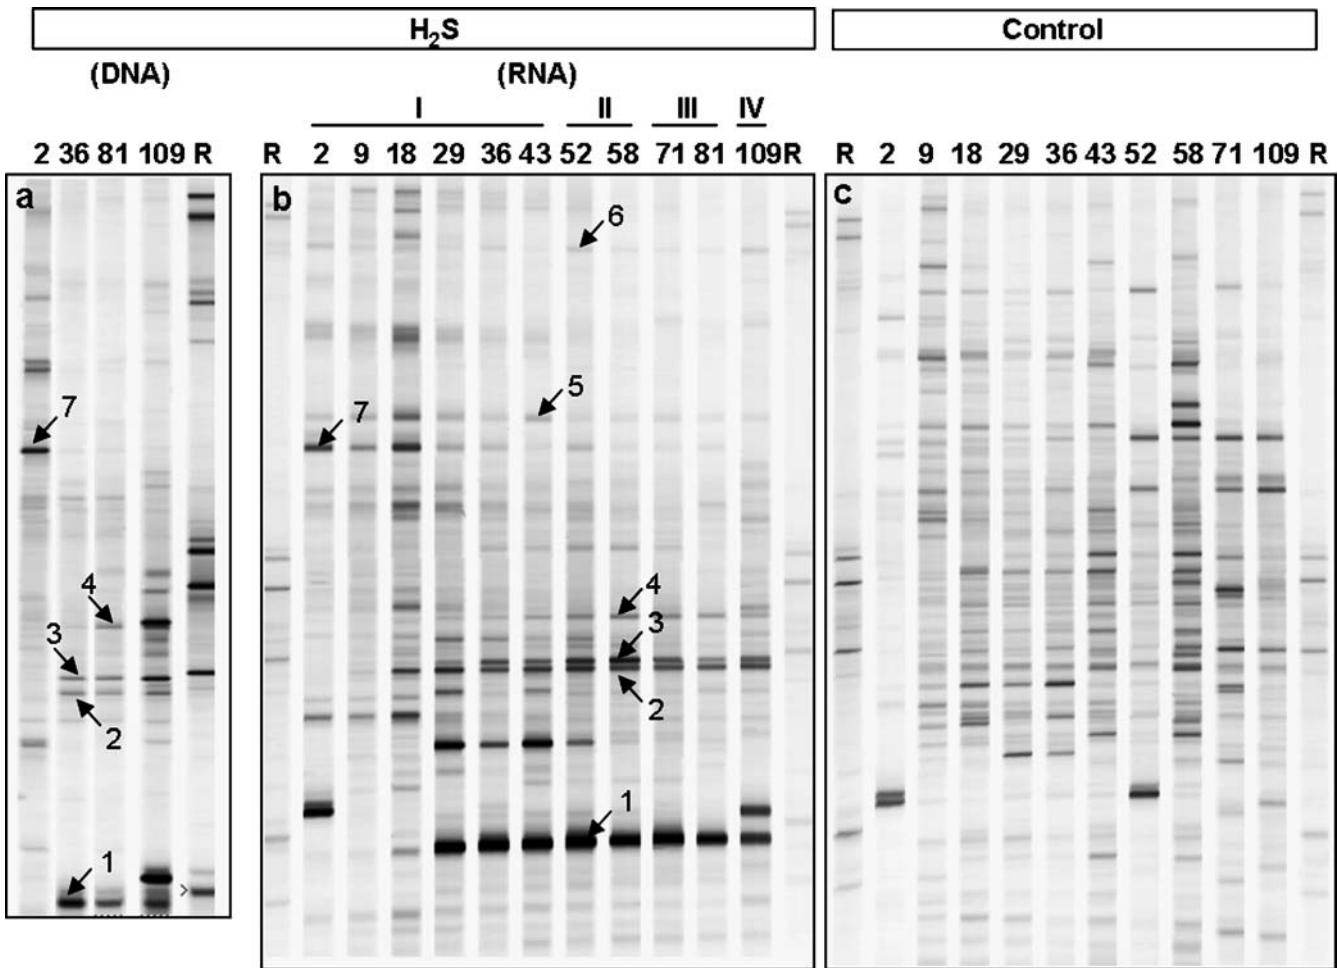 H₂S Control
(DNA) (RNA)
I II III IV
2 36 81 109 R R 2 9 18 29 36 43 52 58 71 81 109 R R 2 9 18 29 36 43 52 58 71 109 R
a b c
6
5
7 7
4 4
3 3
2 2
1 1